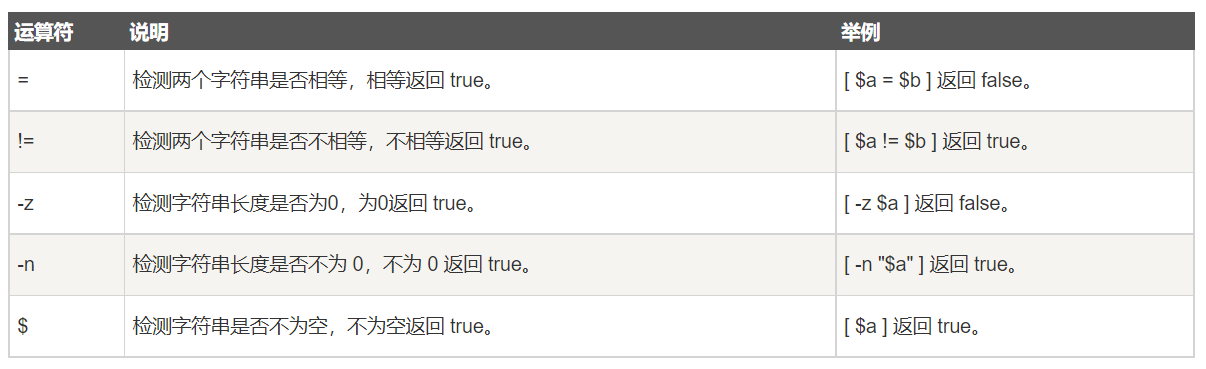 运算符 说明 举例
= 检测两个字符串是否相等，相等返回 true。 [ $a = $b ] 返回 false。
!= 检测两个字符串是否不相等，不相等返回 true。 [ $a != $b ] 返回 true。
-z 检测字符串长度是否为0，为0返回 true。 [ -z $a ] 返回 false。
-n 检测字符串长度是否不为 0，不为 0 返回 true。 [ -n "$a" ] 返回 true。
$ 检测字符串是否不为空，不为空返回 true。 [ $a ] 返回 true。